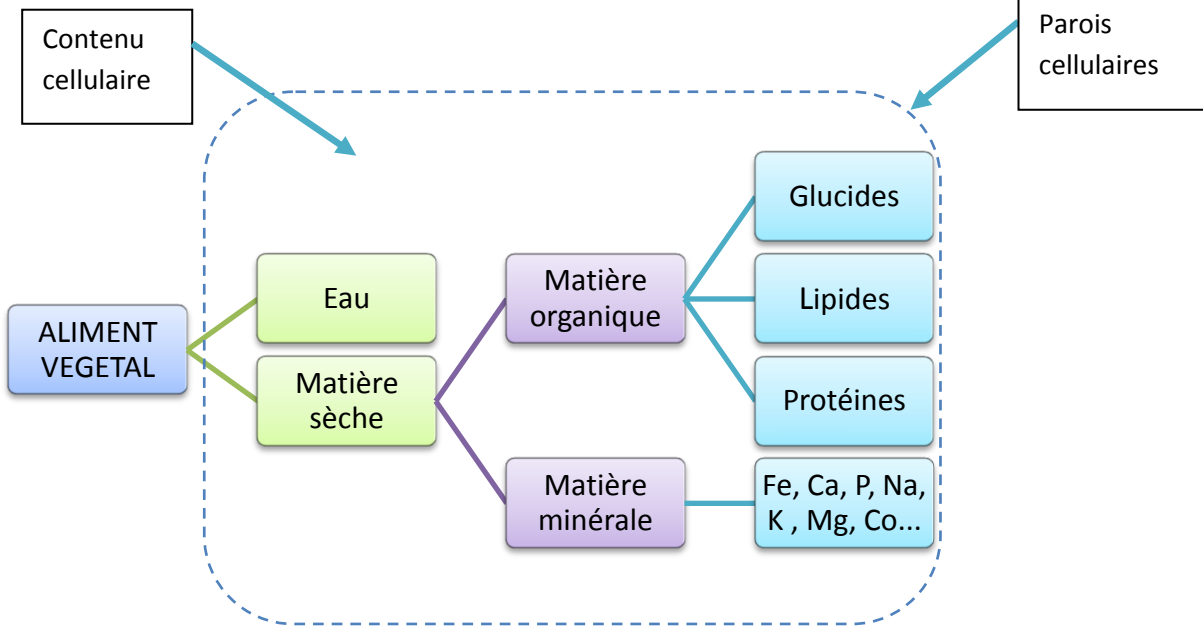 Contenu
cellulaire
Parois
cellulaires
ALIMENT
VEGETAL
Eau
Matière
sèche
Matière
organique
Matière
minérale
Glucides
Lipides
Protéines
Fe, Ca, P, Na,
K , Mg, Co...